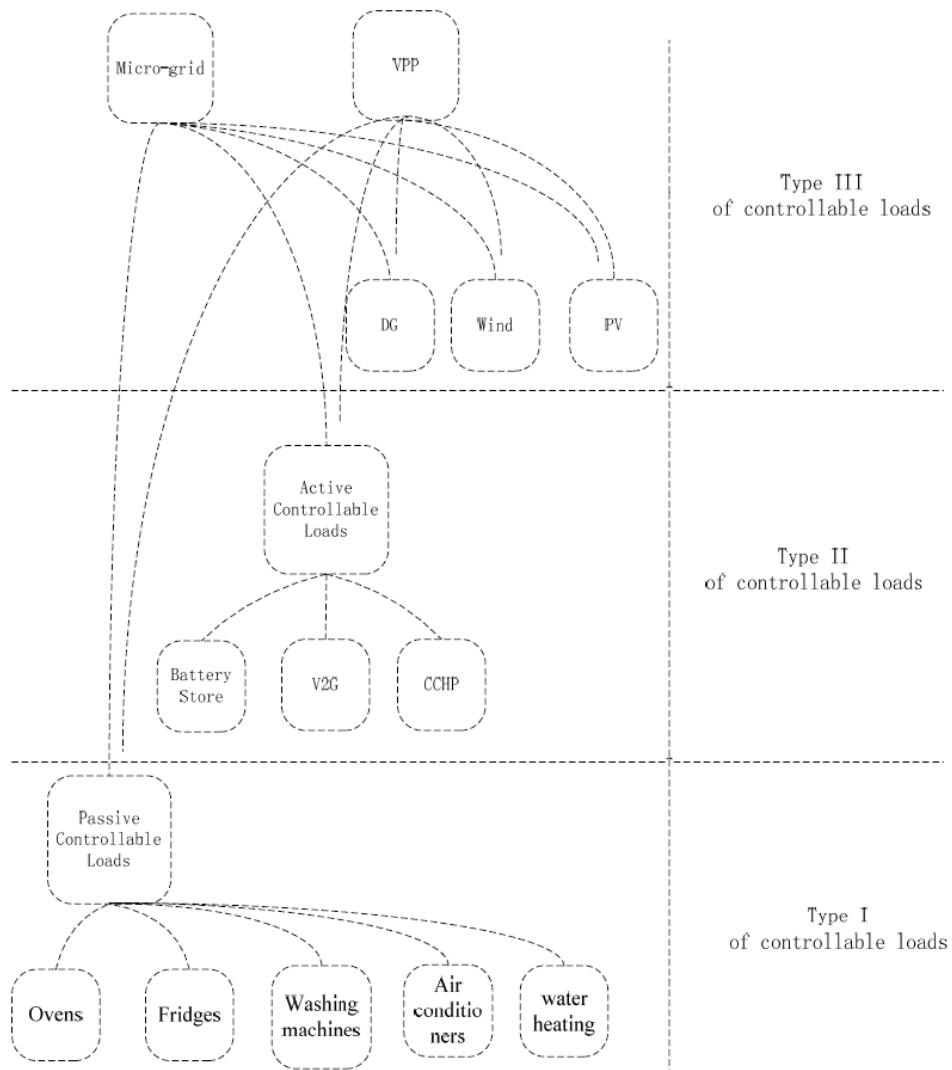 Micro-grid
VPP
Type III
of controllable loads
DG
Wind
PV
Active
Controllable
Loads
Type II
of controllable loads
Battery
Store
V2G
CCHP
Passive
Controllable
Loads
Type I
of controllable loads
Ovens
Fridges
Washing
machines
Air
conditio
ners
water
heating